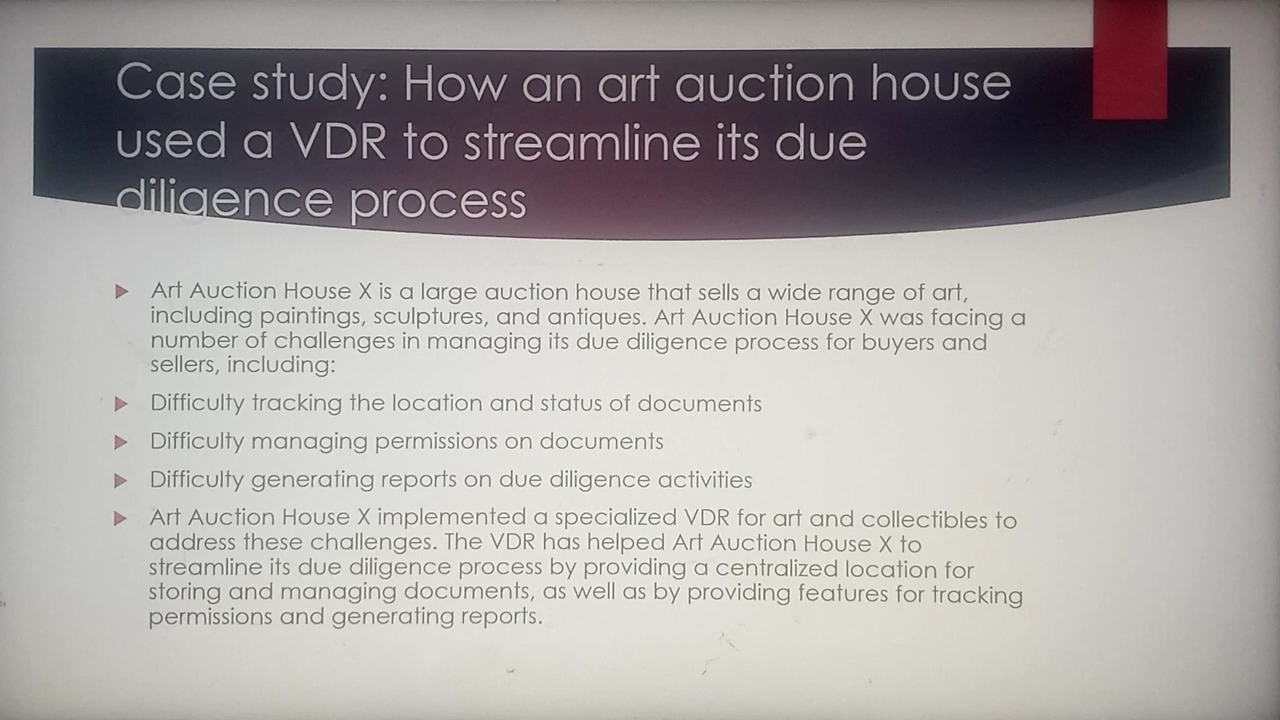 Case study: How an art auction house
used a VDR to streamline its due
diligence process
Art Auction House X is a large auction house that sells a wide range of art,
including paintings, sculptures, and antiques. Art Auction House X was facing a
number of challenges in managing its due diligence process for buyers and
sellers, including:
Difficulty tracking the location and status of documents
Difficulty managing permissions on documents
Difficulty generating reports on due diligence activities
Art Auction House X implemented a specialized VDR for art and collectibles to
address these challenges. The VDR has helped Art Auction House X to
streamline its due diligence process by providing a centralized location for
storing and managing documents, as well as by providing features for tracking
permissions and generating reports.